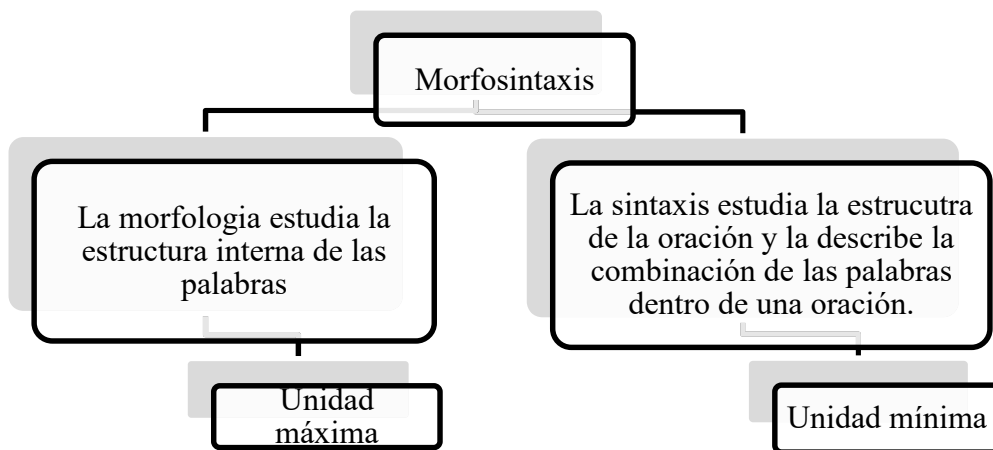 Morfosintaxis
La morfologia estudia la
estructura interna de las
palabras
La sintaxis estudia la estrucutra
de la oración y la describe la
combinación de las palabras
dentro de una oración.
Unidad
máxima
Unidad mínima